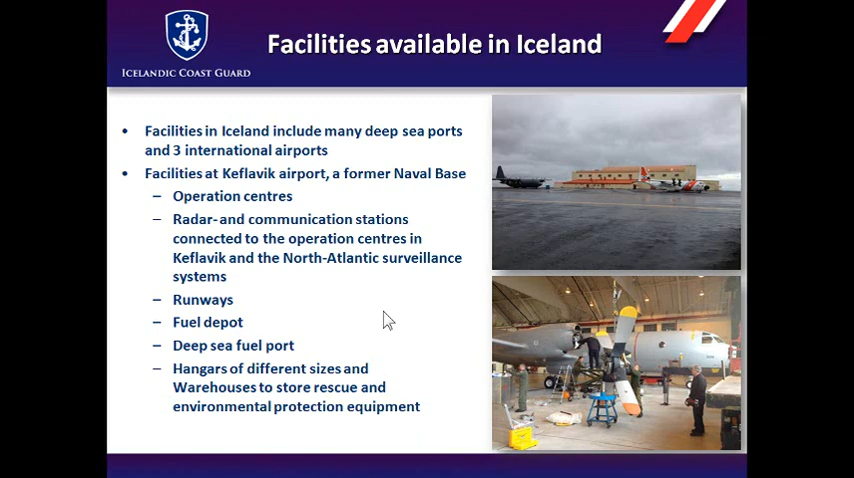 Facilities available in Iceland
ICELANDIC COAST GUARD
• Facilities in Iceland include many deep sea ports
and 3 international airports
• Facilities at Keflavik airport, a former Naval Base
– Operation centres
– Radar- and communication stations
connected to the operation centres in
Keflavik and the North-Atlantic surveillance
systems
– Runways
– Fuel depot
– Deep sea fuel port
– Hangars of different sizes and
Warehouses to store rescue and
environmental protection equipment